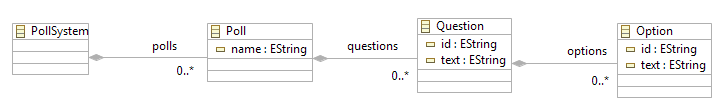 PollSystem
polls
0..*
Poll
name : EString
questions
0..*
Question
id : EString
text : EString
options
0..*
Option
id : EString
text : EString